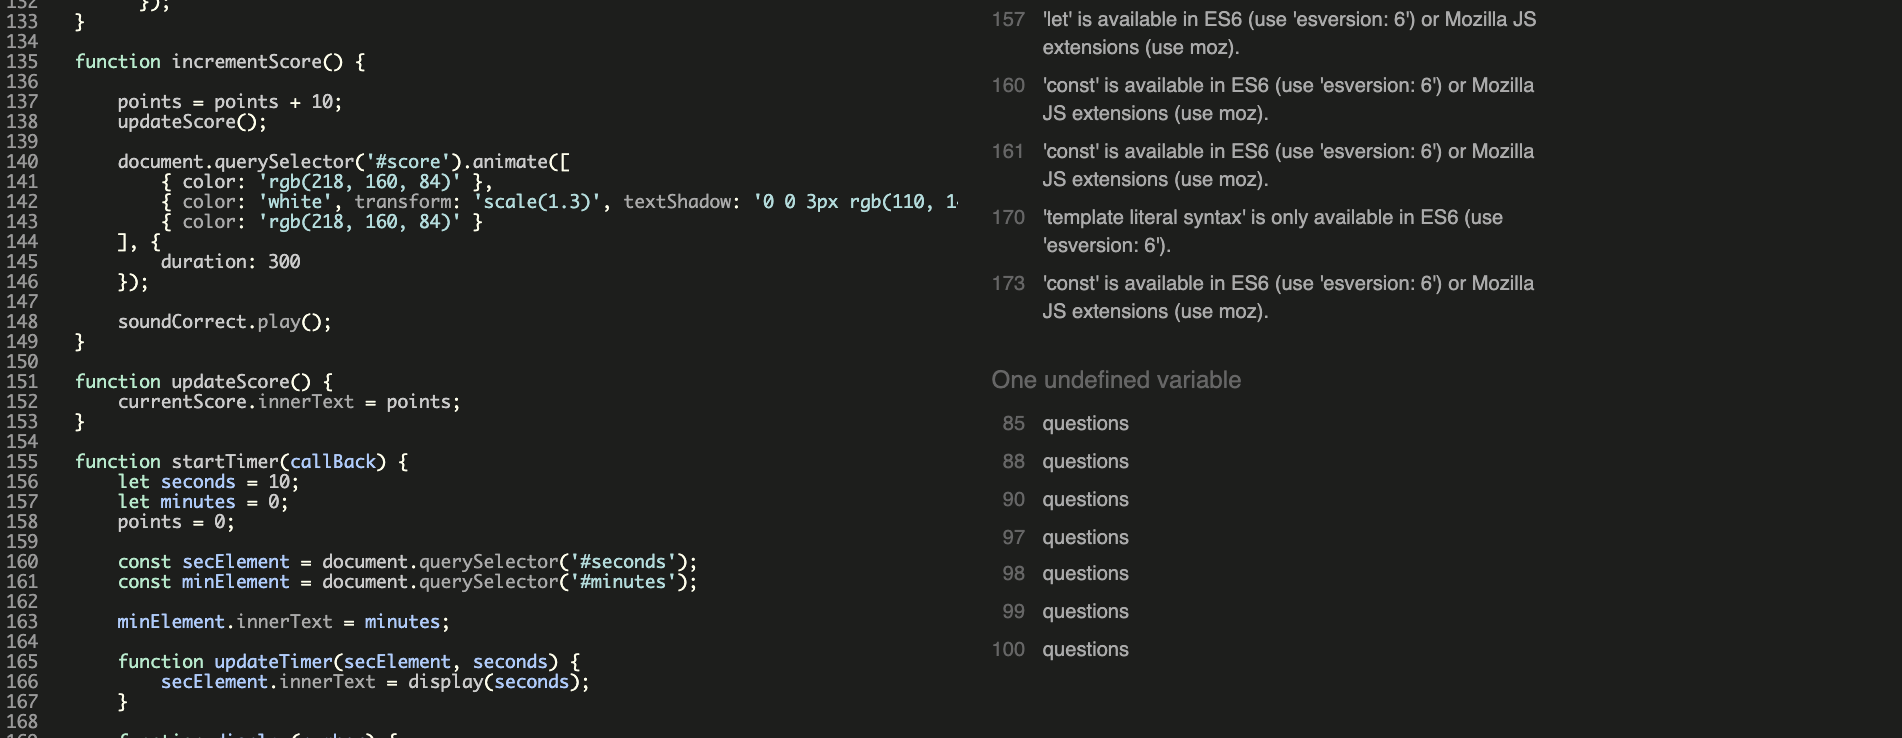 132 });
133 }
134
135 function incrementScore() {
136
137 points = points + 10;
138 updateScore();
139
140 document.querySelector('#score').animate([
141 { color: 'rgb(218, 160, 84)' },
142 { color: 'white', transform: 'scale(1.3)', textShadow: '0 0 3px rgb(110,
143 { color: 'rgb(218, 160, 84)' }
144 ], {
145 duration: 300
146 });
147
148 soundCorrect.play();
149 }
150
151 function updateScore() {
152 currentScore.innerText = points;
153 }
154
155 function startTimer(callBack) {
156 let seconds = 10;
157 let minutes = 0;
158 points = 0;
159
160 const secElement = document.querySelector('#seconds');
161 const minElement = document.querySelector('#minutes');
162
163 minElement.innerText = minutes;
164
165 function updateTimer(secElement, seconds) {
166 secElement.innerText = display(seconds);
167 }
168
157 'let' is available in ES6 (use 'esversion: 6') or Mozilla JS
extensions (use moz).
160 'const' is available in ES6 (use 'esversion: 6') or Mozilla
JS extensions (use moz).
161 'const' is available in ES6 (use 'esversion: 6') or Mozilla
JS extensions (use moz).
170 'template literal syntax' is only available in ES6 (use
'esversion: 6').
173 'const' is available in ES6 (use 'esversion: 6') or Mozilla
JS extensions (use moz).
One undefined variable
85 questions
88 questions
90 questions
97 questions
98 questions
99 questions
100 questions